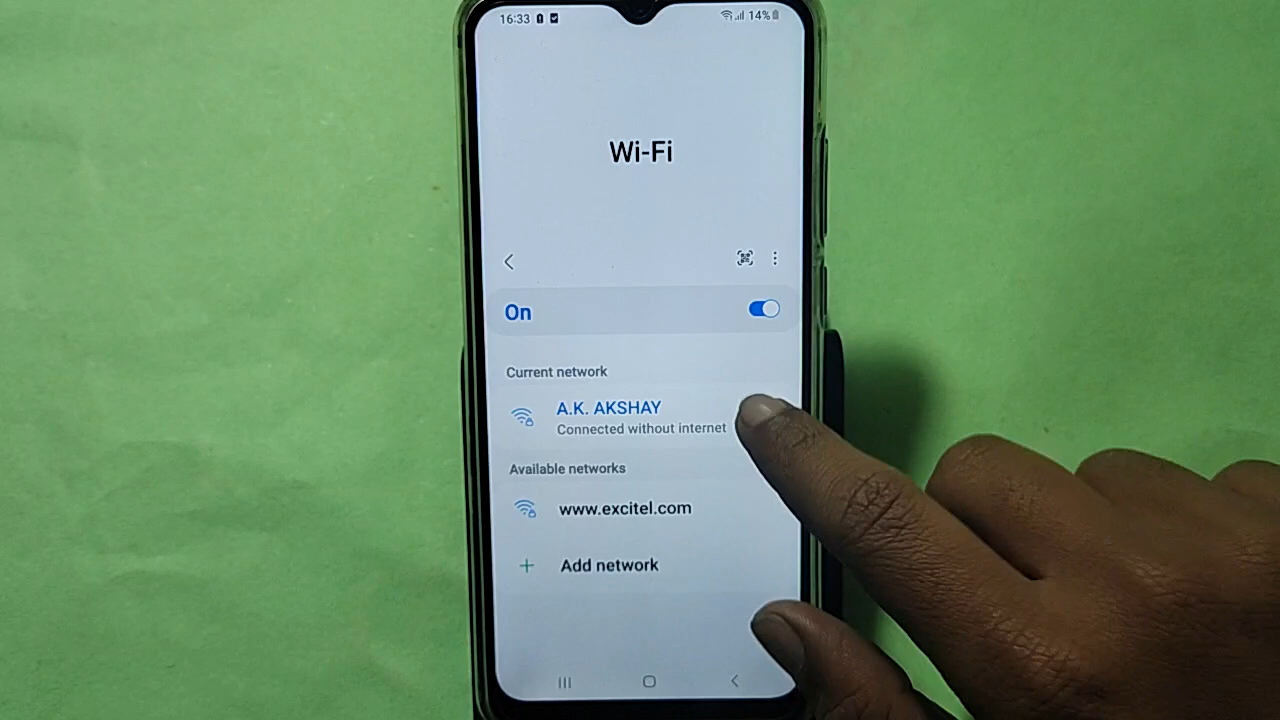 16:33
14%
Wi-Fi
On
Current network
A.K. AKSHAY
Connected without internet
Available networks
www.excitel.com
Add network